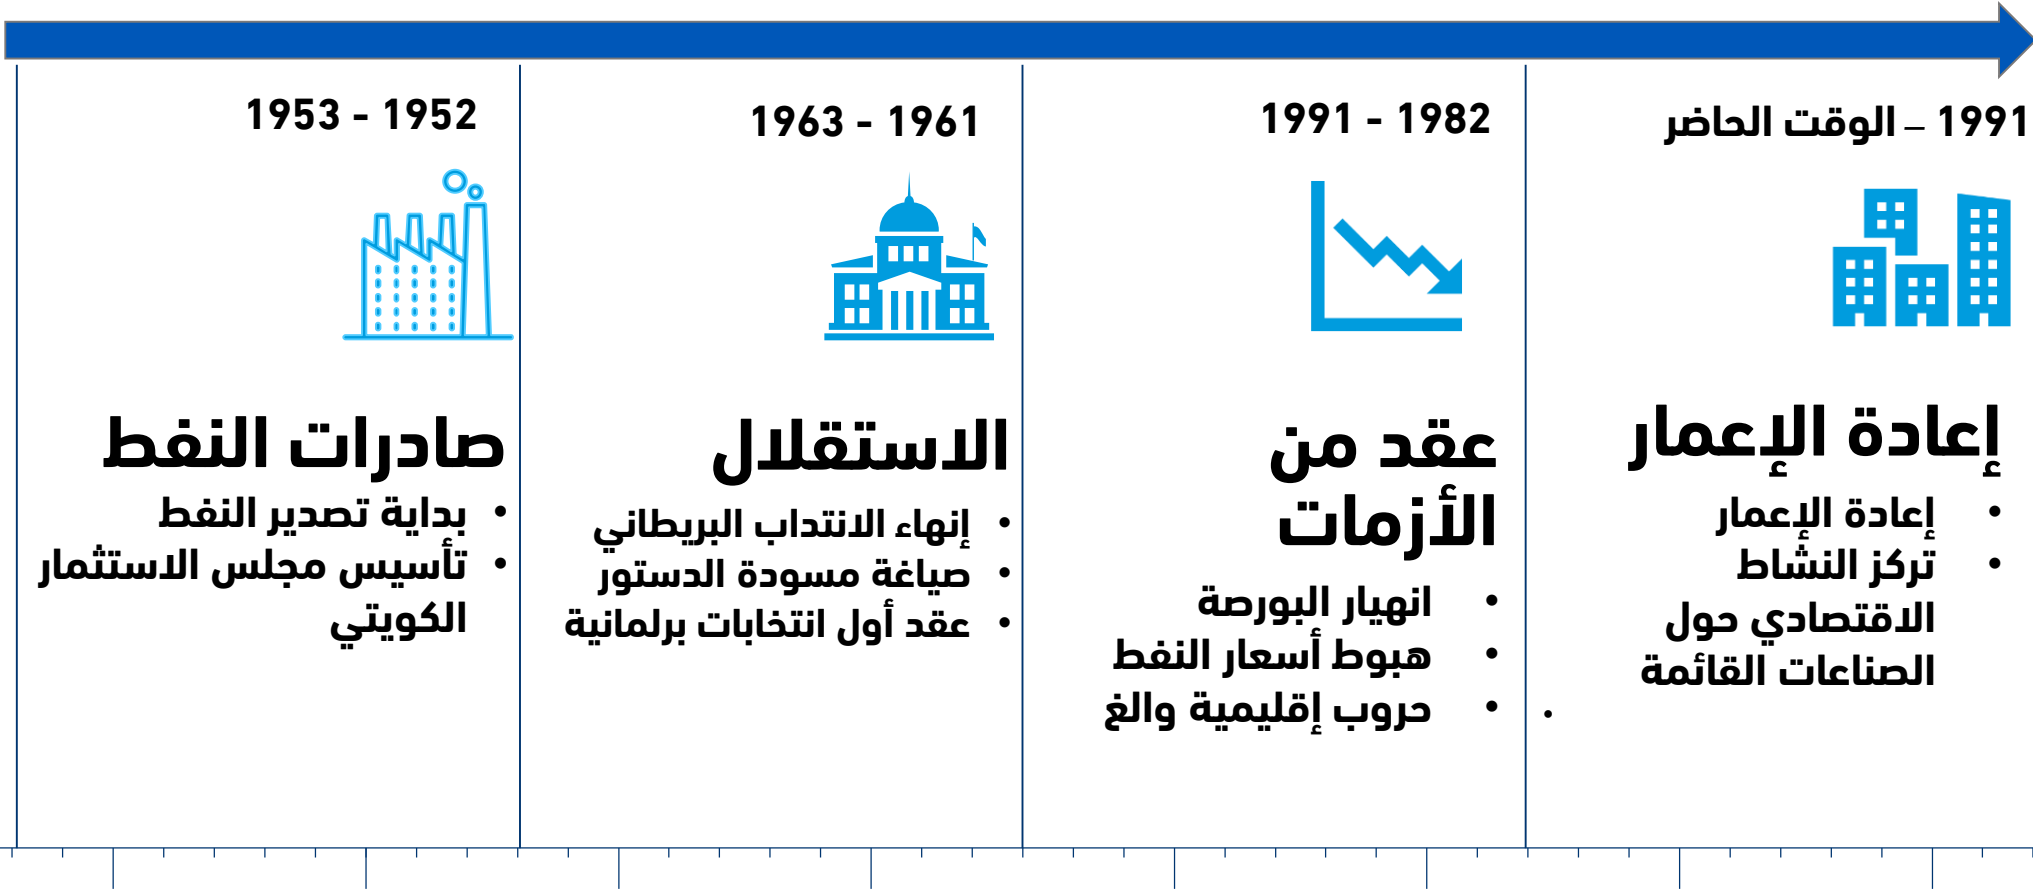 1952 - 1953
صادرات النفط
• بداية تصدير النفط
• تأسيس مجلس الاستثمار
الكويتي
1961 - 1963
الاستقلال
• إنهاء الانتداب البريطاني
• صياغة مسودة الدستور
• عقد أول انتخابات برلمانية
1982 - 1991
عقد من
الأزمات
• انهيار البورصة
• هبوط أسعار النفط
• حروب إقليمية والغ
1991 – الوقت الحاضر
إعادة الإعمار
• إعادة الإعمار
• تركز النشاط
الاقتصادي حول
الصناعات القائمة